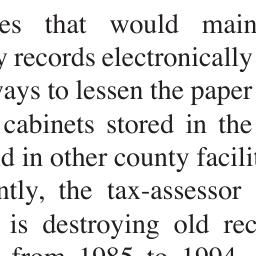 es that would main
y records electronically
ways to lessen the paper
cabinets stored in the
d in other county facilit
ntly, the tax-assessor
is destroying old rec
from 1985 to 1994